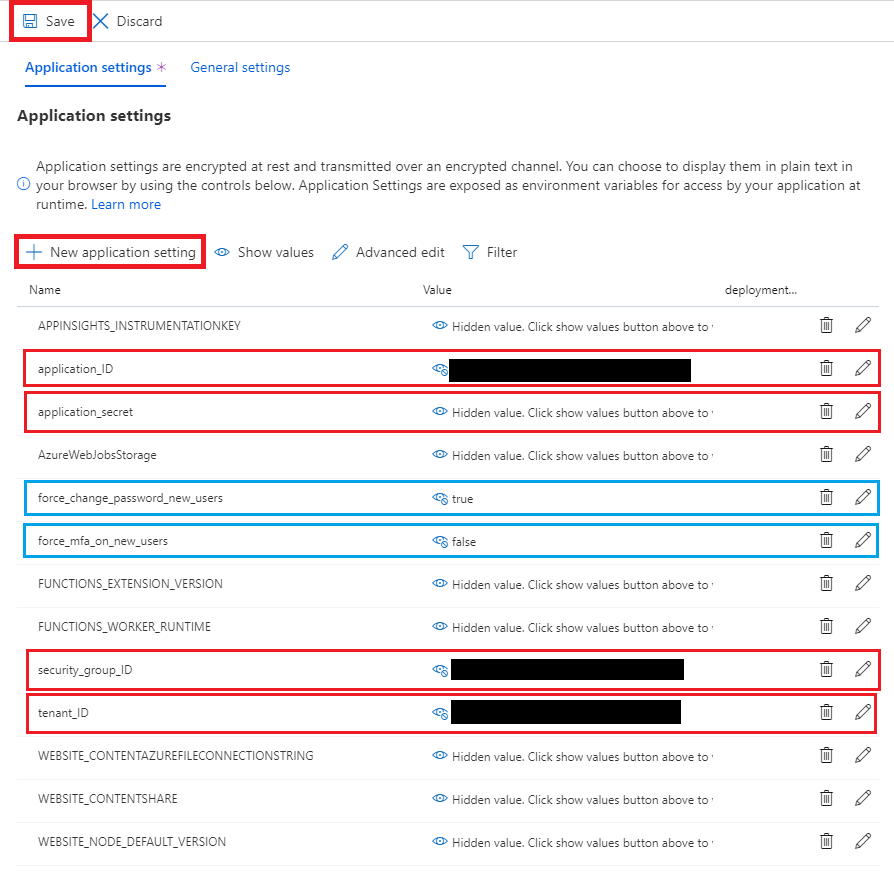 Save Discard
Application settings * General settings
Application settings
Application settings are encrypted at rest and transmitted over an encrypted channel. You can choose to display them in plain text in
your browser by using the controls below. Application Settings are exposed as environment variables for access by your application at
runtime. Learn more
New application setting Show values Advanced edit Filter
Name Value deployment...
APPINSIGHTS_INSTRUMENTATIONKEY Hidden value. Click show values button above to
application_ID
application_secret Hidden value. Click show values button above to
AzureWebJobsStorage Hidden value. Click show values button above to
force_change_password_new_users true
force_mfa_on_new_users false
FUNCTIONS_EXTENSION_VERSION Hidden value. Click show values button above to
FUNCTIONS_WORKER_RUNTIME Hidden value. Click show values button above to
security_group_ID
tenant_ID
WEBSITE_CONTENTAZUREFILECONNECTIONSTRING Hidden value. Click show values button above to
WEBSITE_CONTENTSHARE Hidden value. Click show values button above to
WEBSITE_NODE_DEFAULT_VERSION Hidden value. Click show values button above to